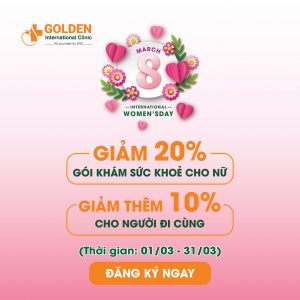 GOLDEN
International Clinic
MARCH
8
INTERNATIONAL
WOMEN'SDAY
GIẢM 20%
GÓI KHÁM SỨC KHOẺ CHO NỮ
GIẢM THÊM 10%
CHO NGƯỜI ĐI CÙNG
(Thời gian: 01/03 - 31/03)
ĐĂNG KÝ NGAY